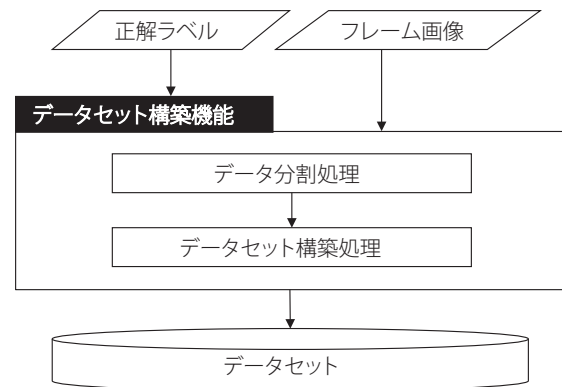 正解ラベル
フレーム画像
データセット構築機能
データ分割処理
データセット構築処理
データセット